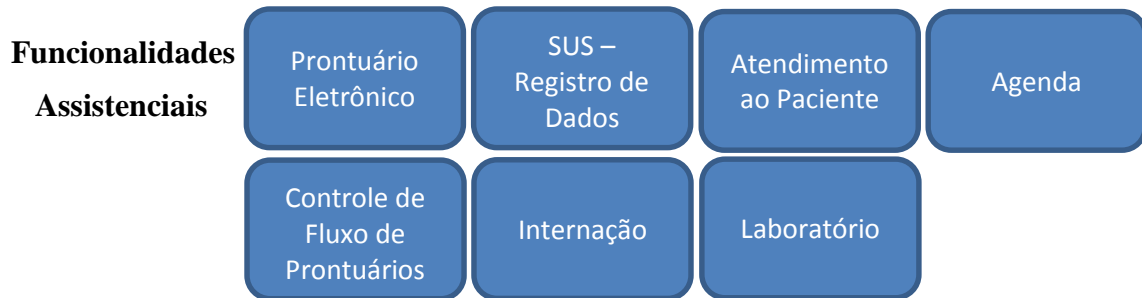 Funcionalidades
Assistenciais
Prontuário
Eletrônico
SUS –
Registro de
Dados
Atendimento
ao Paciente
Agenda
Controle de
Fluxo de
Prontuários
Internação
Laboratório